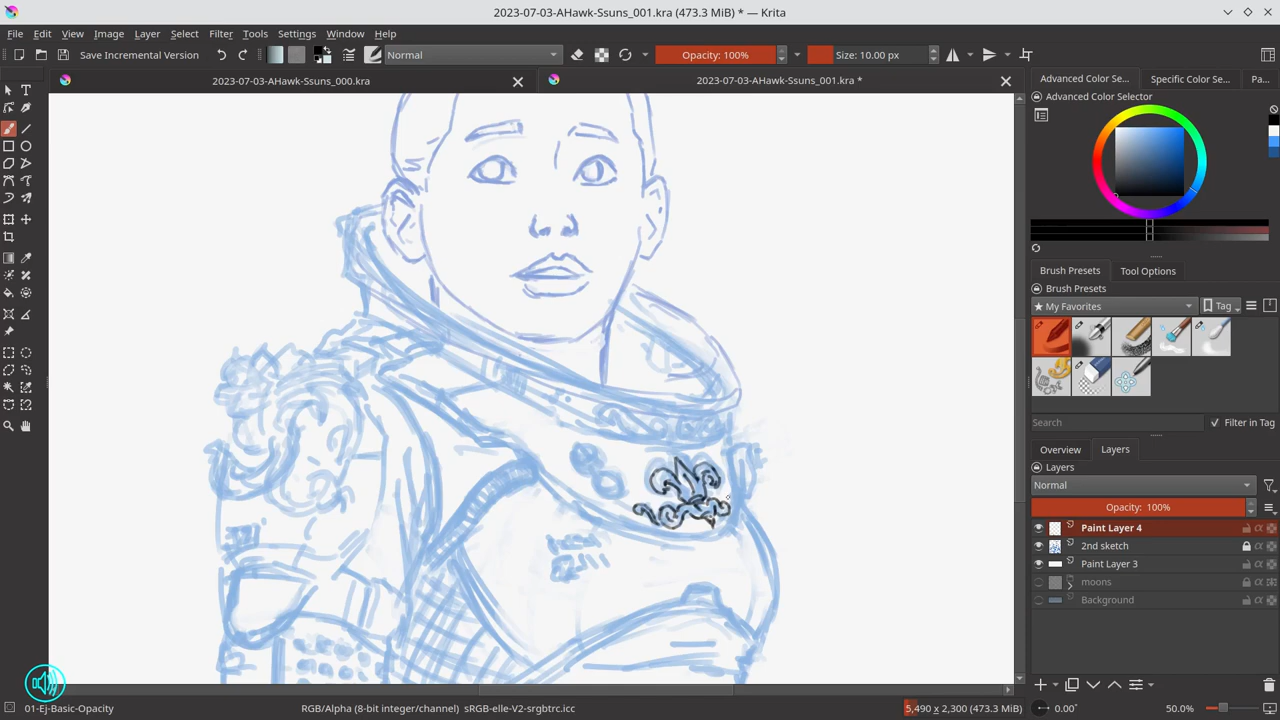 2023-07-03-AHawk-Ssuns_001.kra (473.3 MiB) * — Krita
File Edit View Image Layer Select Filter Tools Settings Window Help
Save Incremental Version Normal Opacity: 100% Size: 10.00 px
2023-07-03-AHawk-Ssuns_000.kra 2023-07-03-AHawk-Ssuns_001.kra *
Advanced Color Se... Specific Color Se... Pa...
Advanced Color Selector
Brush Presets Tool Options
Brush Presets
★ My Favorites Tag
Search Filter in Tag
Overview Layers
Layers
Normal
Opacity: 100%
Paint Layer 4
2nd sketch
Paint Layer 3
moons
Background
01-Ej-Basic-Opacity RGB/Alpha (8-bit integer/channel) sRGB-elle-V2-srgbtrc.icc 5,490 x 2,300 (473.3 MiB) 0.00° 50.0%